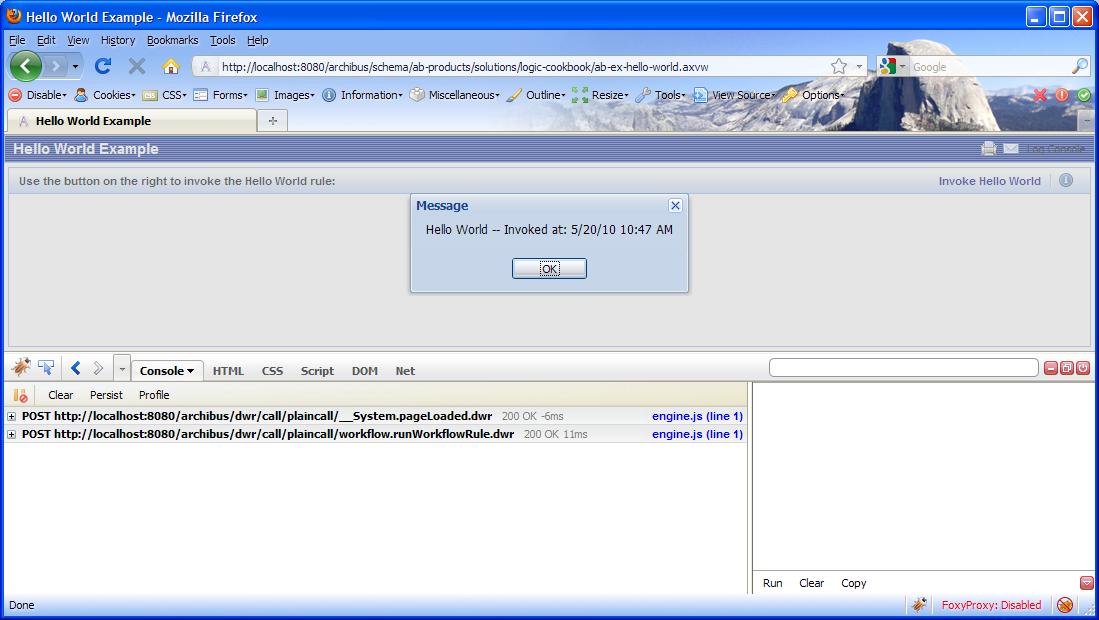 Hello World Example - Mozilla Firefox
File Edit View History Bookmarks Tools Help
http://localhost:8080/archibus/schema/ab-products/solutions/logic-cookbook/ab-ex-hello-world.axvw Google
Disable Cookies CSS Forms Images Information Miscellaneous Outline Resize Tools View Source Options
Hello World Example
Hello World Example Log Console
Use the button on the right to invoke the Hello World rule: Invoke Hello World
Message
Hello World -- Invoked at: 5/20/10 10:47 AM
OK
Console HTML CSS Script DOM Net
Clear Persist Profile
POST http://localhost:8080/archibus/dwr/call/plaincall/__System.pageLoaded.dwr 200 OK -6ms engine.js (line 1)
POST http://localhost:8080/archibus/dwr/call/plaincall/workflow.runWorkflowRule.dwr 200 OK 11ms engine.js (line 1)
Run Clear Copy
Done FoxyProxy: Disabled